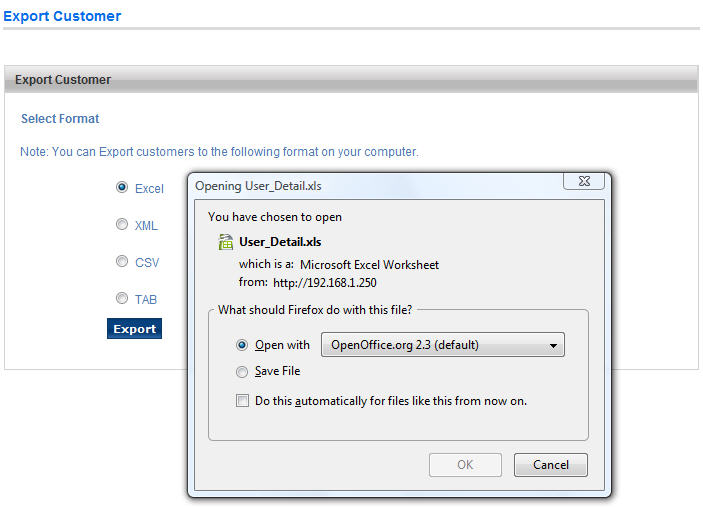 Export Customer
Export Customer
Select Format
Note: You can Export customers to the following format on your computer.
Excel
XML
CSV
TAB
Export
Opening User_Detail.xls
You have chosen to open
User_Detail.xls
which is a: Microsoft Excel Worksheet
from: http://192.168.1.250
What should Firefox do with this file?
Open with OpenOffice.org 2.3 (default)
Save File
Do this automatically for files like this from now on.
OK Cancel